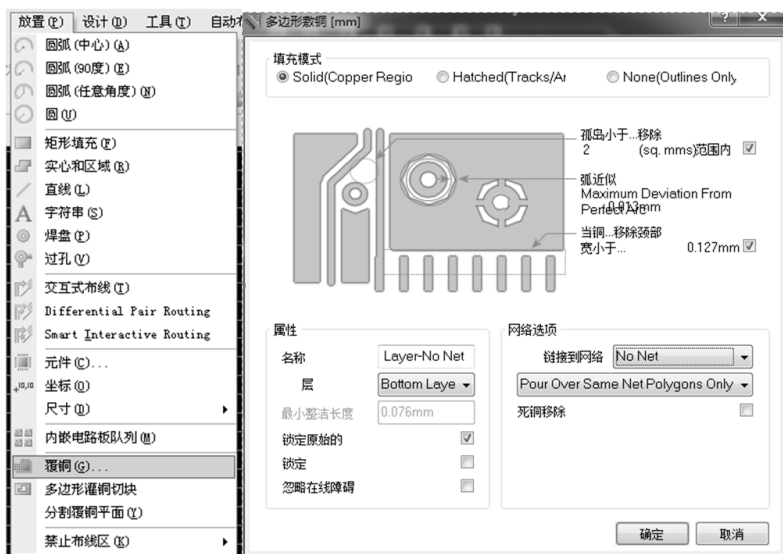 放置(P) 设计(D) 工具(T) 自动布
圆弧(中心)(A)
圆弧(90度)(E)
圆弧(任意角度)(N)
圆(U)
矩形填充(F)
实心和区域(R)
直线(L)
字符串(S)
焊盘(P)
过孔(V)
交互式布线(T)
Differential Pair Routing
Smart Interactive Routing
元件(C)...
+10,10 坐标(O)
尺寸(D)
内嵌电路板队列(M)
覆铜(G)...
多边形灌铜切块
分割覆铜平面(Y)
禁止布线区(K)
多边形敷铜 [mm]
填充模式
Solid(Copper Regio Hatched(Tracks/Ar None(Outlines Only
孤岛小于...移除
2 (sq. mms)范围内
弧近似
Maximum Deviation From
Perfect Arc 0.013mm
当铜...移除颈部
宽小于... 0.127mm
属性
名称 Layer-No Net
层 Bottom Laye
最小整洁长度 0.076mm
锁定原始的
锁定
忽略在线障碍
网络选项
链接到网络 No Net
Pour Over Same Net Polygons Only
死铜移除
确定 取消